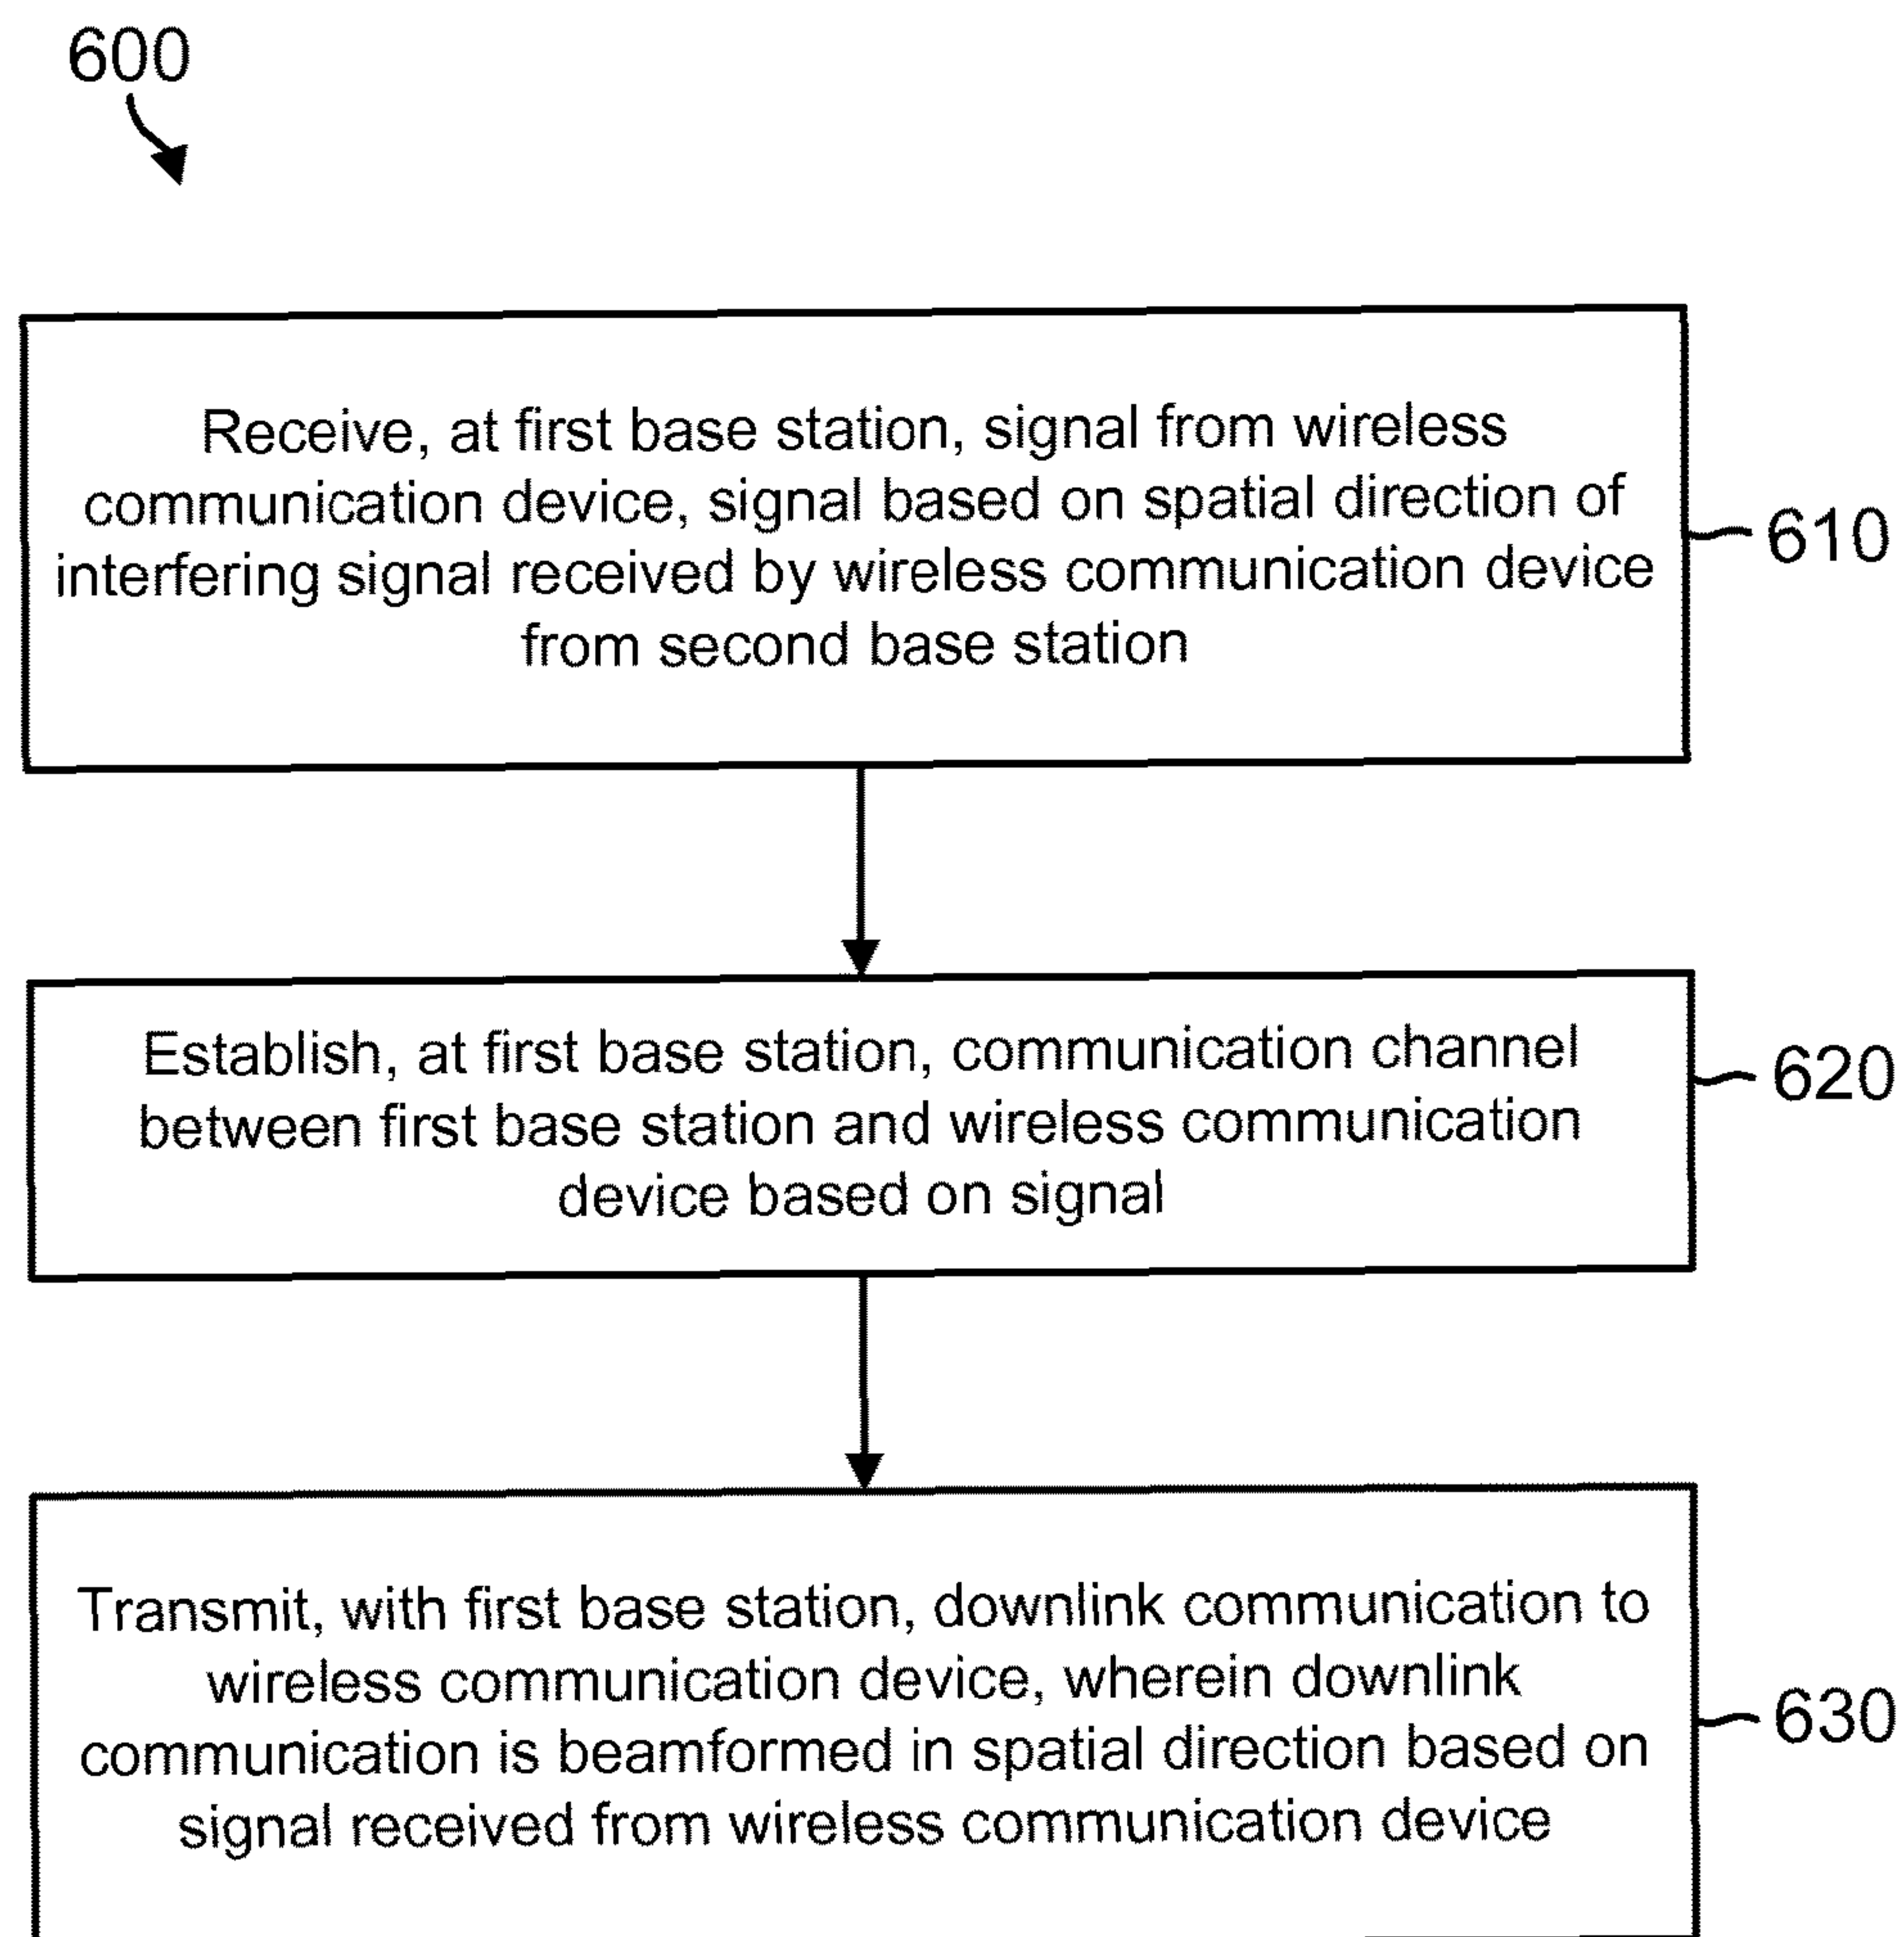 600
Receive, at first base station, signal from wireless
communication device, signal based on spatial direction of
interfering signal received by wireless communication device
from second base station
610
Establish, at first base station, communication channel
between first base station and wireless communication
device based on signal
620
Transmit, with first base station, downlink communication to
wireless communication device, wherein downlink
communication is beamformed in spatial direction based on
signal received from wireless communication device
630